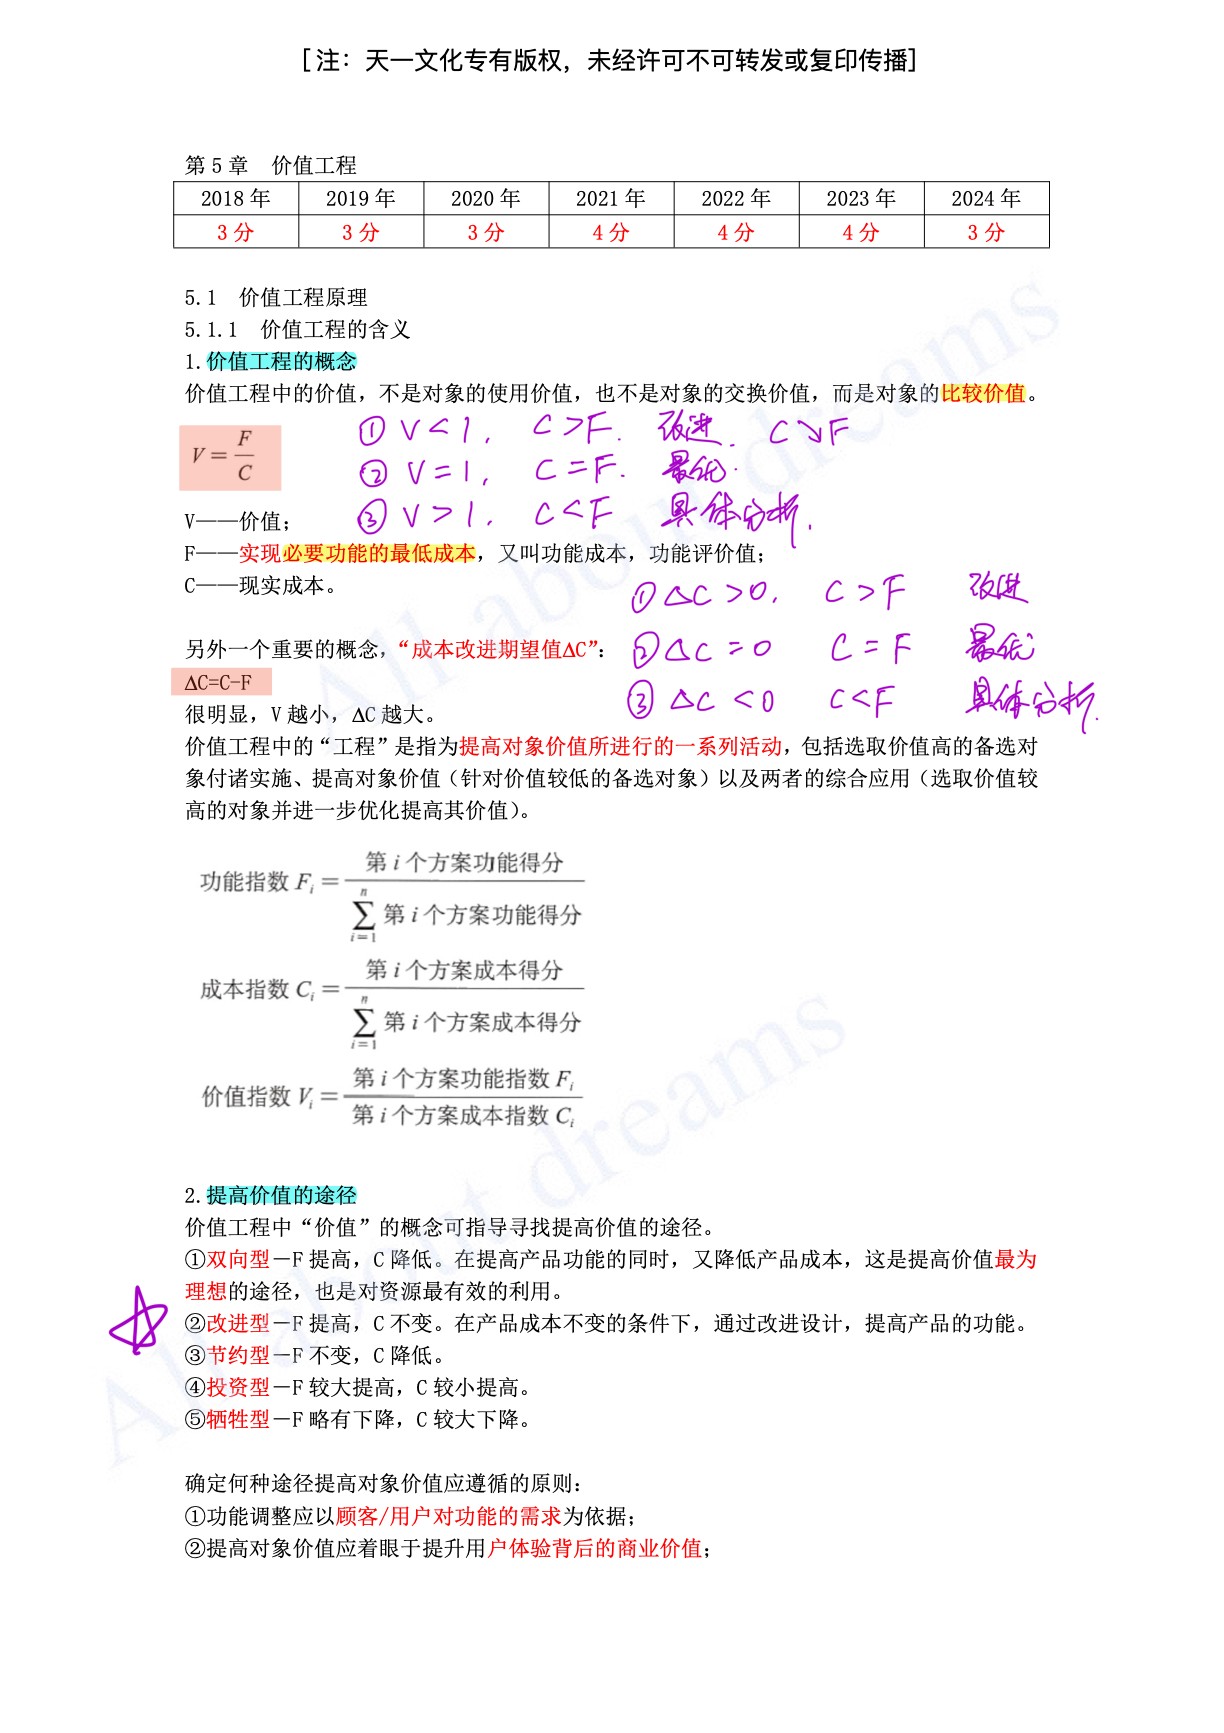 [注：天一文化专有版权，未经许可不可转发或复印传播]
第 5 章　价值工程
2018 年 2019 年 2020 年 2021 年 2022 年 2023 年 2024 年
3 分 3 分 3 分 4 分 4 分 4 分 3 分
5.1　价值工程原理
5.1.1　价值工程的含义
1.价值工程的概念
价值工程中的价值，不是对象的使用价值，也不是对象的交换价值，而是对象的比较价值。
V=F/C
① V<1, C>F. 改进. C↘F
② V=1, C=F. 最优.
③ V>1. C<F 具体分析.
V——价值；
F——实现必要功能的最低成本，又叫功能成本，功能评价值；
C——现实成本。
① △C>0, C>F 改进
② △C=0 C=F 最优
③ △C<0 C<F 具体分析.
另外一个重要的概念，“成本改进期望值ΔC”：
ΔC=C-F
很明显，V 越小，ΔC 越大。
价值工程中的“工程”是指为提高对象价值所进行的一系列活动，包括选取价值高的备选对
象付诸实施、提高对象价值（针对价值较低的备选对象）以及两者的综合应用（选取价值较
高的对象并进一步优化提高其价值）。
功能指数 Fi = 第 i 个方案功能得分 / ∑(i=1→n) 第 i 个方案功能得分
成本指数 Ci = 第 i 个方案成本得分 / ∑(i=1→n) 第 i 个方案成本得分
价值指数 Vi = 第 i 个方案功能指数 Fi / 第 i 个方案成本指数 Ci
2.提高价值的途径
价值工程中“价值”的概念可指导寻找提高价值的途径。
①双向型—F 提高，C 降低。在提高产品功能的同时，又降低产品成本，这是提高价值最为
理想的途径，也是对资源最有效的利用。
②改进型—F 提高，C 不变。在产品成本不变的条件下，通过改进设计，提高产品的功能。
③节约型—F 不变，C 降低。
④投资型—F 较大提高，C 较小提高。
⑤牺牲型—F 略有下降，C 较大下降。
确定何种途径提高对象价值应遵循的原则：
①功能调整应以顾客/用户对功能的需求为依据；
②提高对象价值应着眼于提升用户体验背后的商业价值；
All about dreams
All about dreams